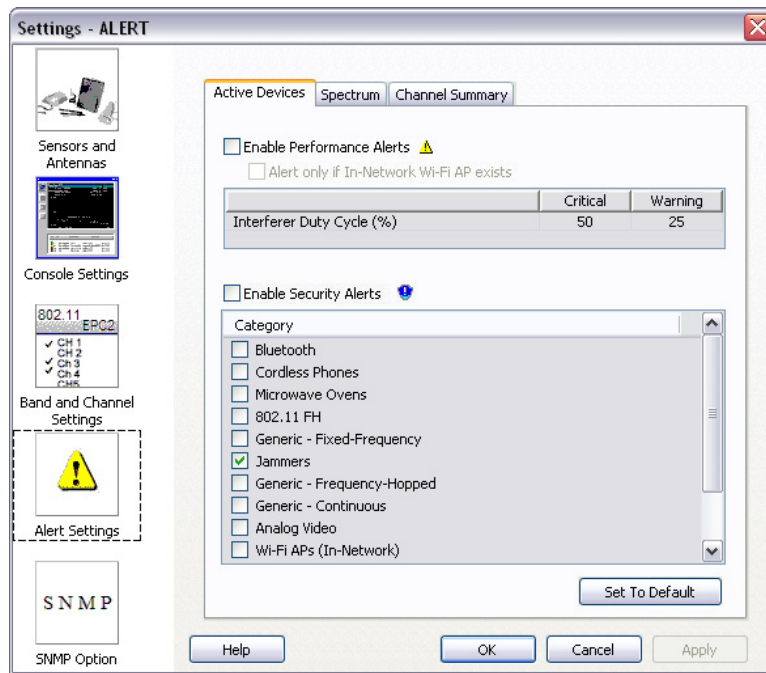 Settings - ALERT
Sensors and
Antennas
Console Settings
802.11
EPC2
CH 1
CH 2
Ch 3
Ch 4
CH5
Band and Channel
Settings
Alert Settings
SNMP
SNMP Option
Active Devices
Spectrum
Channel Summary
Enable Performance Alerts
Alert only if In-Network Wi-Fi AP exists
Critical Warning
Interferer Duty Cycle (%) 50 25
Enable Security Alerts
Category
Bluetooth
Cordless Phones
Microwave Ovens
802.11 FH
Generic - Fixed-Frequency
Jammers
Generic - Frequency-Hopped
Generic - Continuous
Analog Video
Wi-Fi APs (In-Network)
Set To Default
Help
OK
Cancel
Apply